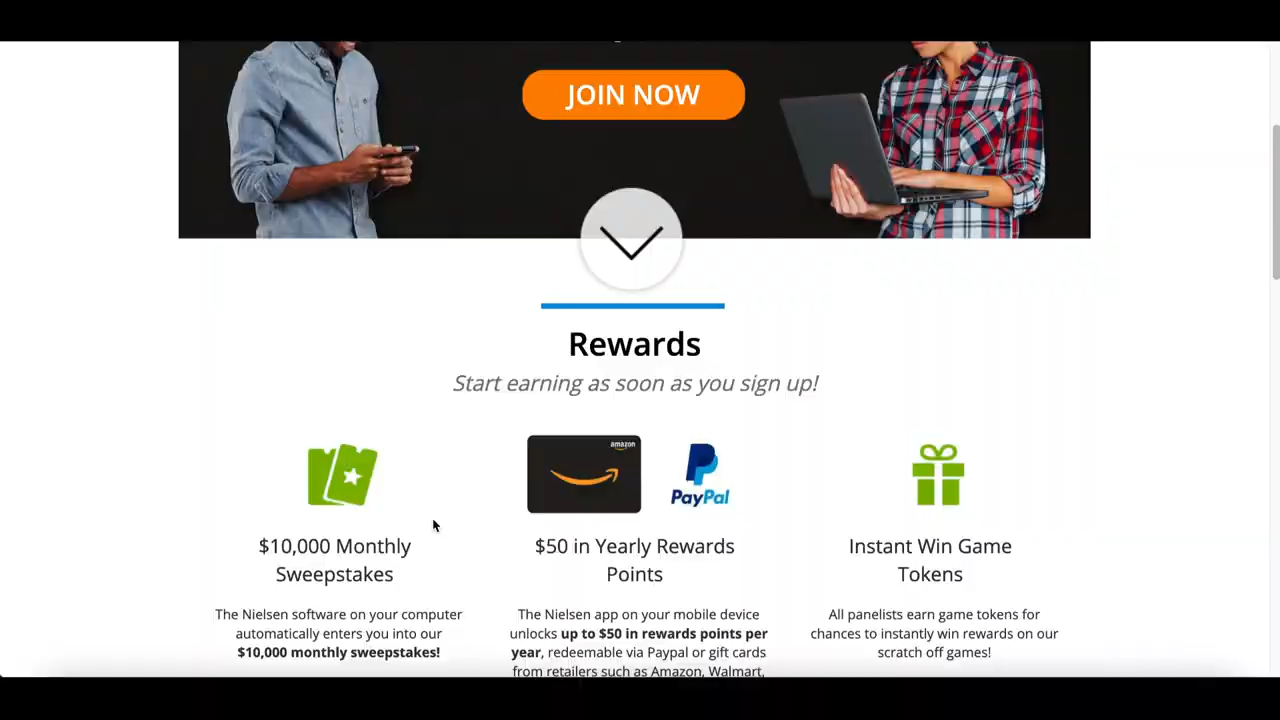 JOIN NOW
Rewards
Start earning as soon as you sign up!
amazon
PayPal
$10,000 Monthly
Sweepstakes
The Nielsen software on your computer
automatically enters you into our
$10,000 monthly sweepstakes!
$50 in Yearly Rewards
Points
The Nielsen app on your mobile device
unlocks up to $50 in rewards points per
year, redeemable via Paypal or gift cards
from retailers such as Amazon, Walmart,
Instant Win Game
Tokens
All panelists earn game tokens for
chances to instantly win rewards on our
scratch off games!